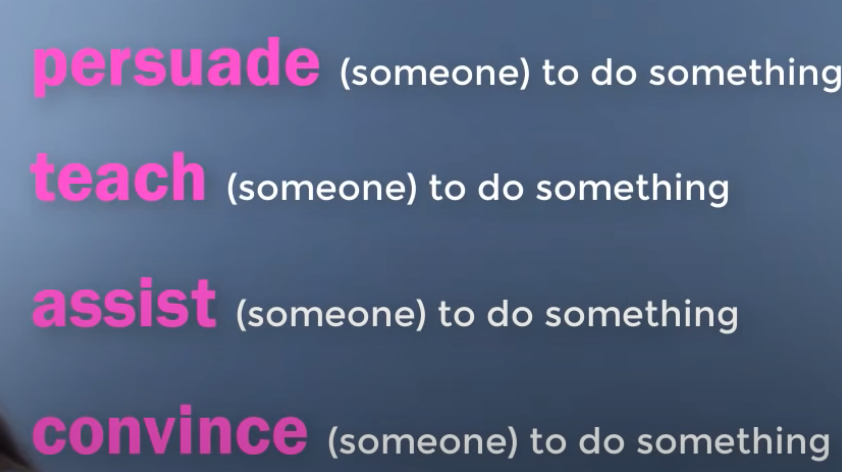 persuade (someone) to do something
teach (someone) to do something
assist (someone) to do something
convince (someone) to do something